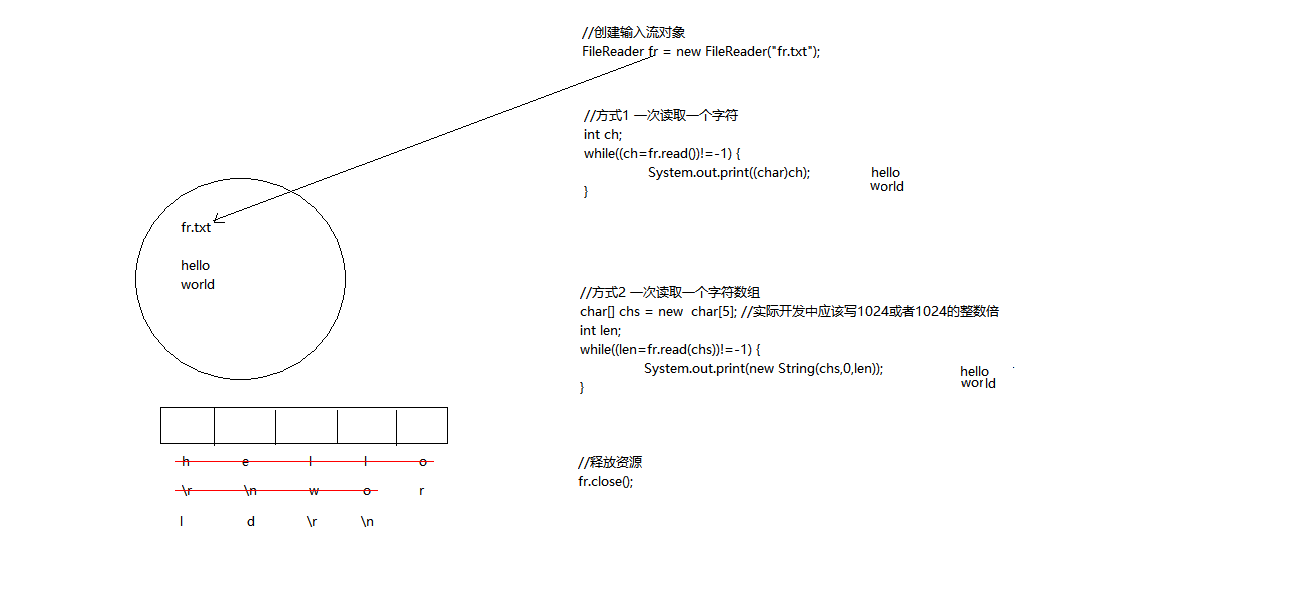 //创建输入流对象
FileReader fr = new FileReader("fr.txt");
//方式1 一次读取一个字符
int ch;
while((ch=fr.read())!=-1) {
System.out.print((char)ch);
}
hello
world
fr.txt
hello
world
//方式2 一次读取一个字符数组
char[] chs = new  char[5]; //实际开发中应该写1024或者1024的整数倍
int len;
while((len=fr.read(chs))!=-1) {
System.out.print(new String(chs,0,len));
}
hello
world
h e l l o
\r \n w o r
l d \r \n
//释放资源
fr.close();